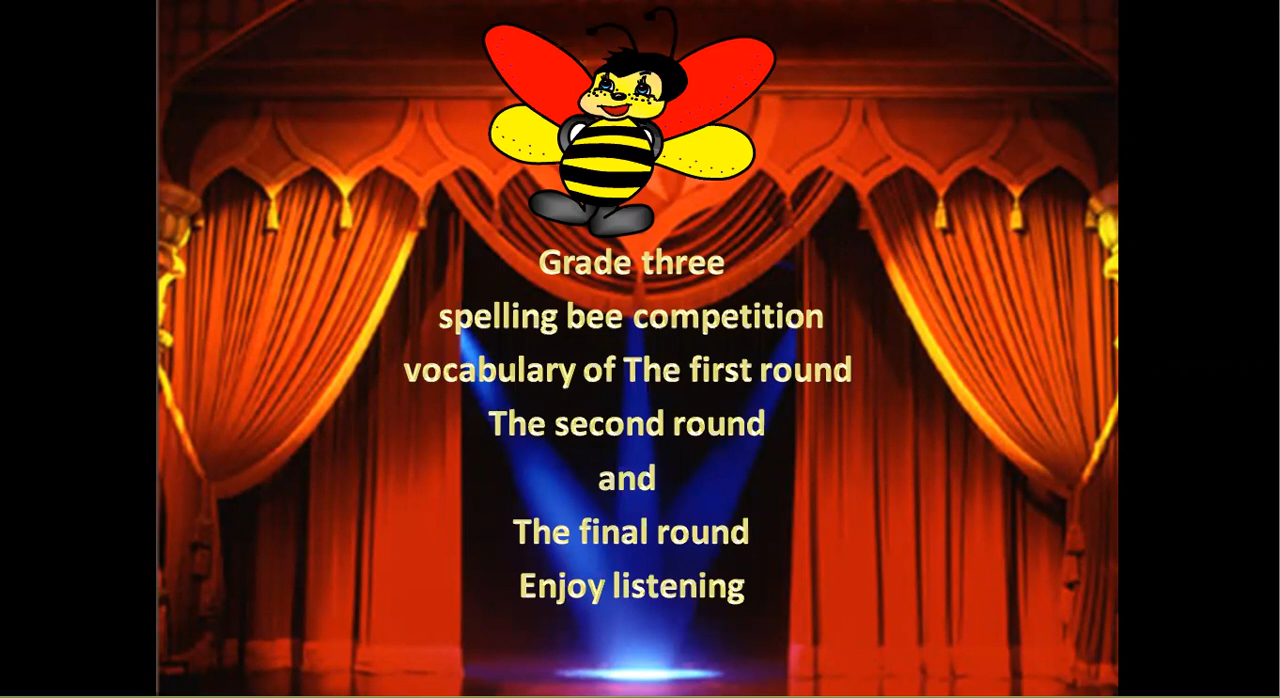 Grade three
spelling bee competition
vocabulary of The first round
The second round
and
The final round
Enjoy listening